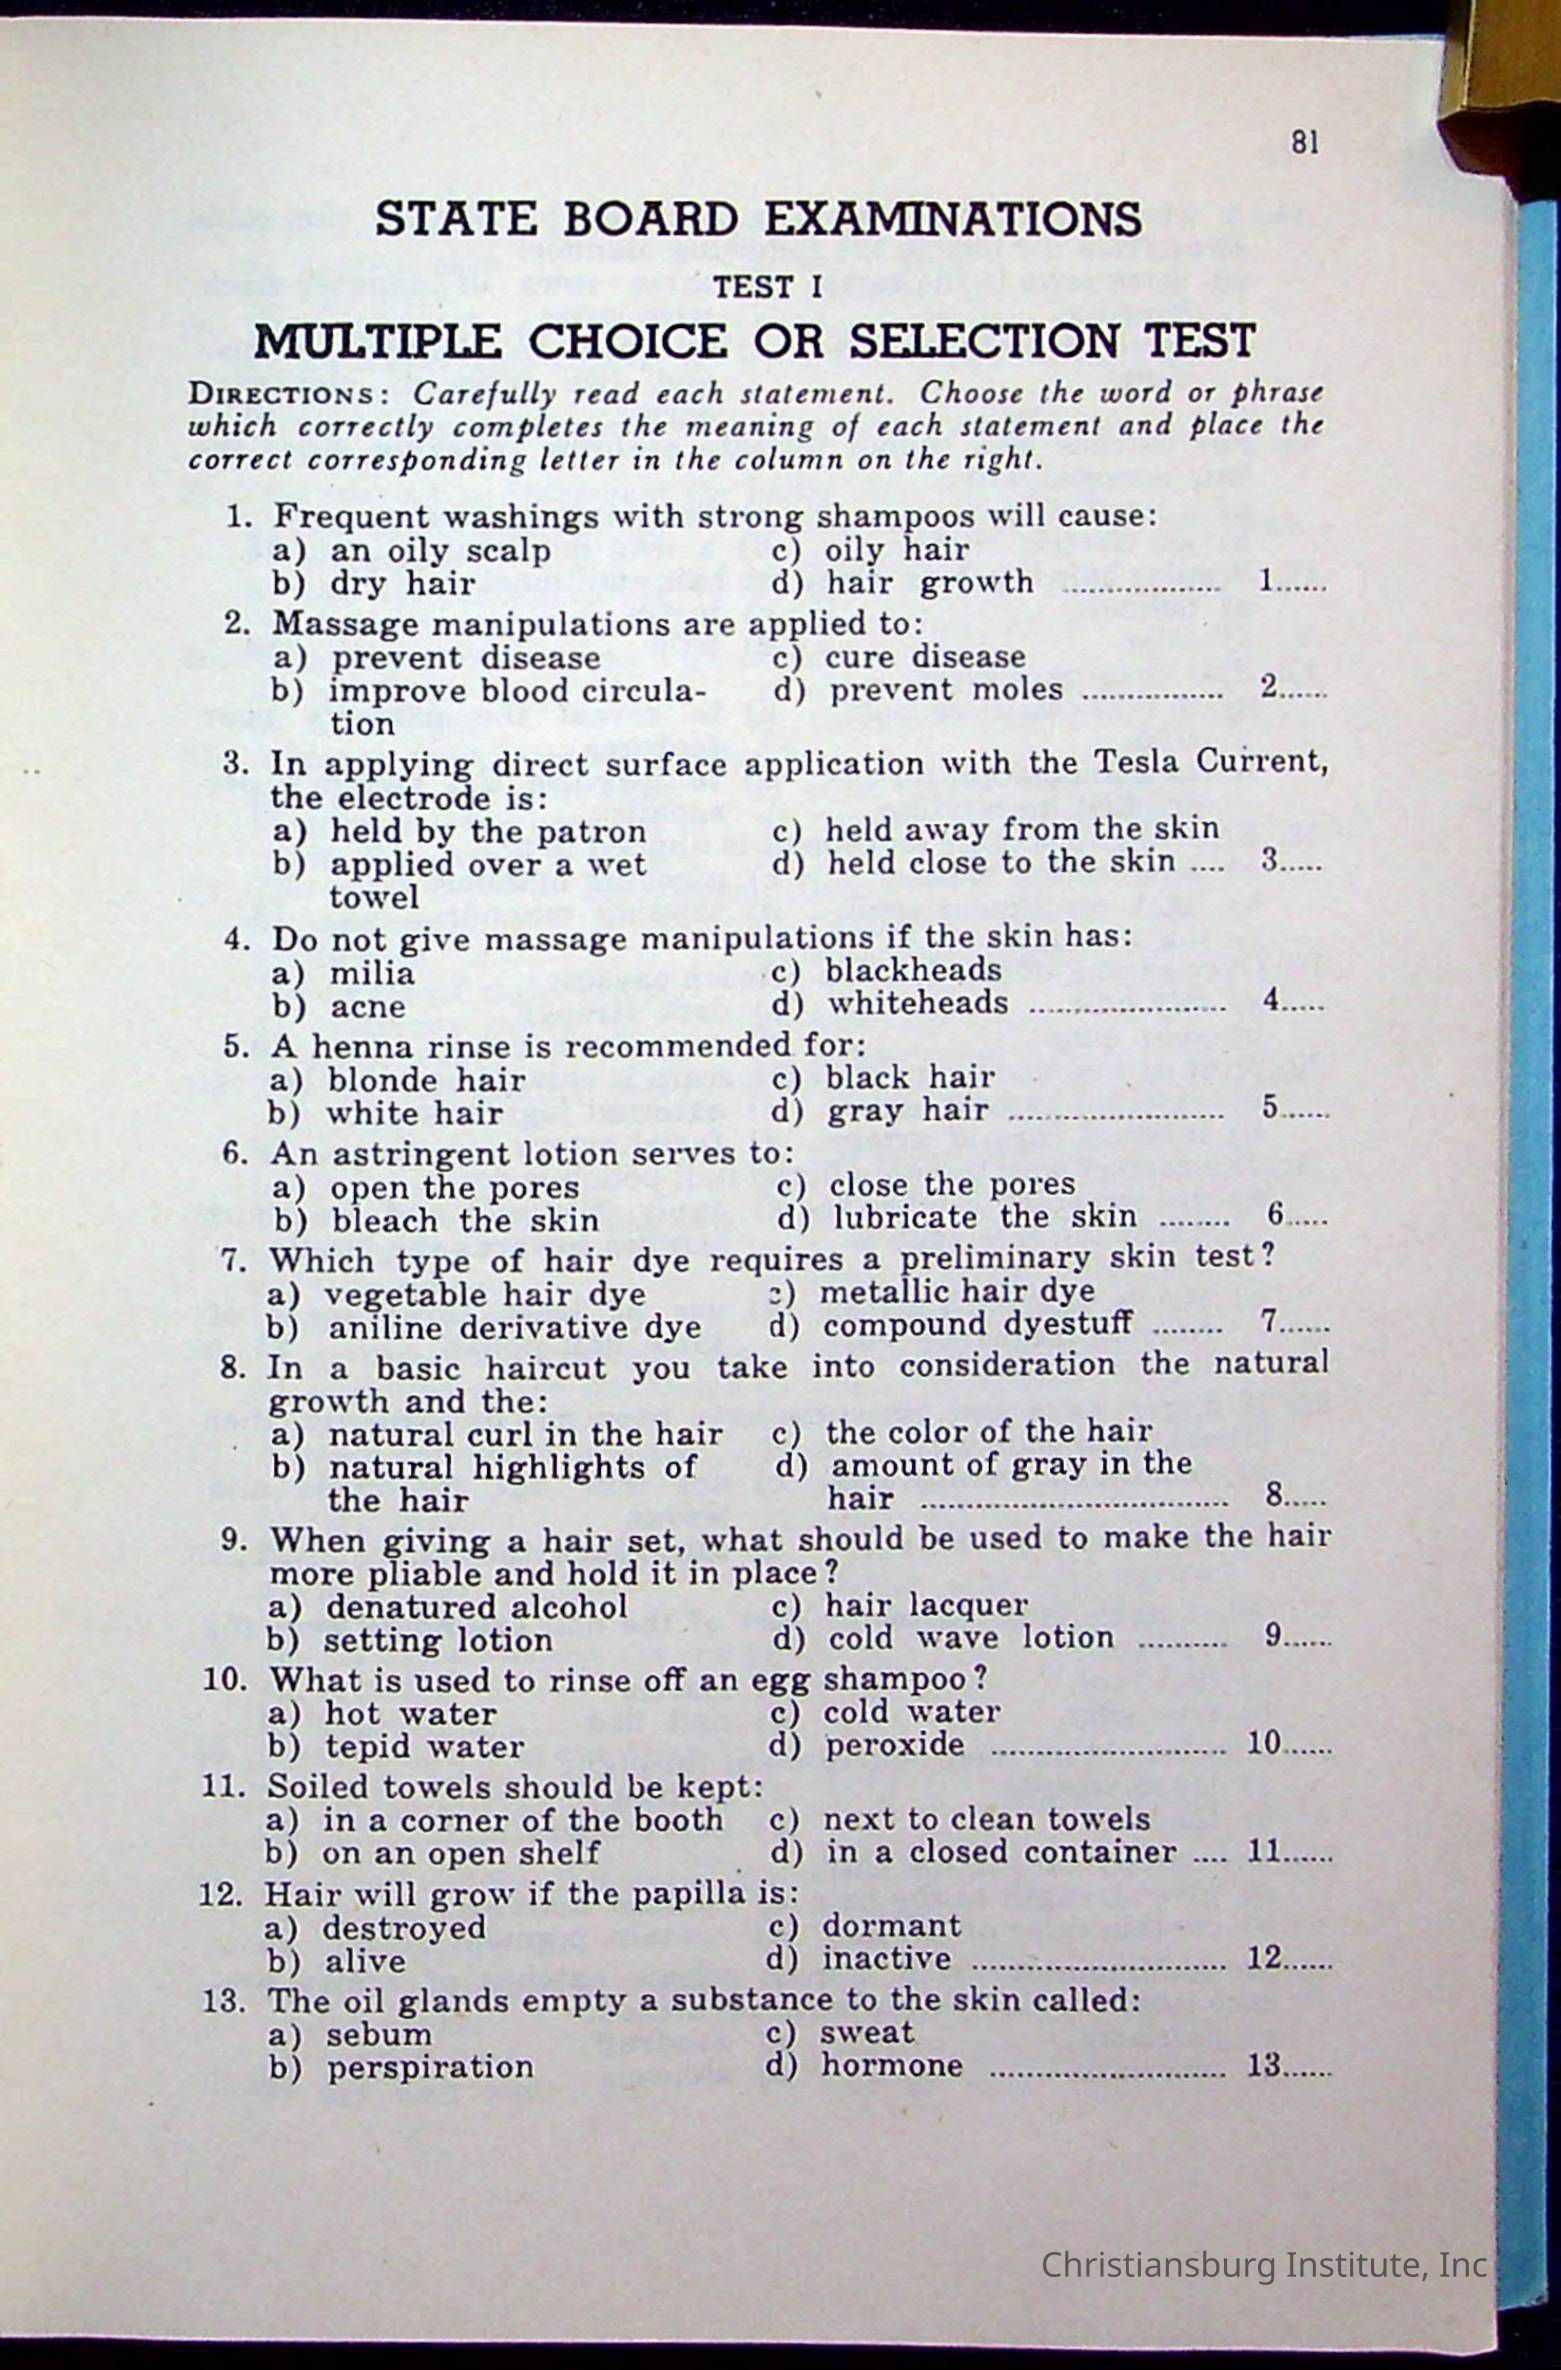 81
STATE BOARD EXAMINATIONS
TEST I
MULTIPLE CHOICE OR SELECTION TEST
DIRECTIONS: Carefully read each statement. Choose the word or phrase
which correctly completes the meaning of each statement and place the
correct corresponding letter in the column on the right.
1. Frequent washings with strong shampoos will cause:
a) an oily scalp c) oily hair
b) dry hair d) hair growth .................. 1......
2. Massage manipulations are applied to:
a) prevent disease c) cure disease
b) improve blood circula- d) prevent moles ................ 2......
tion
3. In applying direct surface application with the Tesla Current,
the electrode is:
a) held by the patron c) held away from the skin
b) applied over a wet d) held close to the skin .... 3.....
towel
4. Do not give massage manipulations if the skin has:
a) milia c) blackheads
b) acne d) whiteheads ...................... 4.....
5. A henna rinse is recommended for:
a) blonde hair c) black hair
b) white hair d) gray hair ........................ 5......
6. An astringent lotion serves to:
a) open the pores c) close the pores
b) bleach the skin d) lubricate the skin ........ 6.....
7. Which type of hair dye requires a preliminary skin test?
a) vegetable hair dye c) metallic hair dye
b) aniline derivative dye d) compound dyestuff ........ 7......
8. In a basic haircut you take into consideration the natural
growth and the:
a) natural curl in the hair c) the color of the hair
b) natural highlights of d) amount of gray in the
the hair hair .................................. 8.....
9. When giving a hair set, what should be used to make the hair
more pliable and hold it in place?
a) denatured alcohol c) hair lacquer
b) setting lotion d) cold wave lotion .......... 9......
10. What is used to rinse off an egg shampoo?
a) hot water c) cold water
b) tepid water d) peroxide .......................... 10......
11. Soiled towels should be kept:
a) in a corner of the booth c) next to clean towels
b) on an open shelf d) in a closed container .... 11......
12. Hair will grow if the papilla is:
a) destroyed c) dormant
b) alive d) inactive ............................ 12......
13. The oil glands empty a substance to the skin called:
a) sebum c) sweat
b) perspiration d) hormone .......................... 13......
Christiansburg Institute, Inc